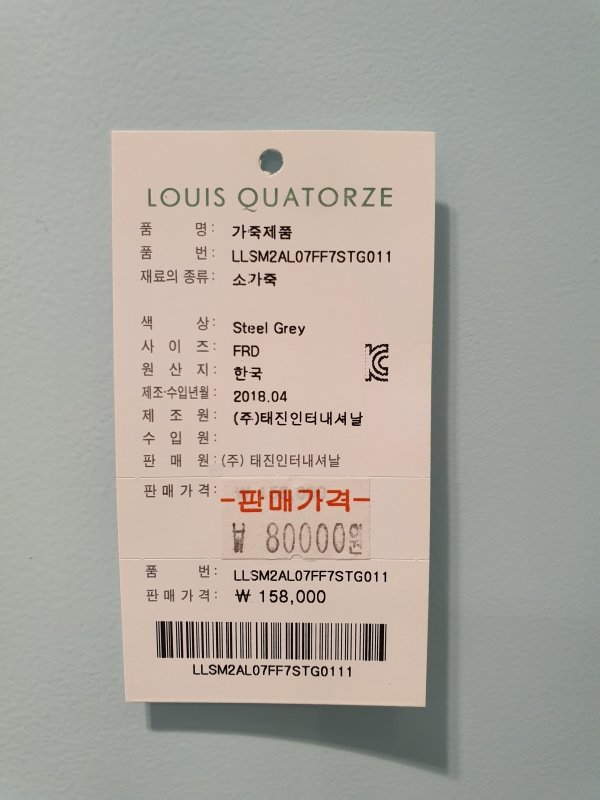 LOUIS QUATORZE
품 명: 가죽제품
품 번: LLSM2AL07FF7STG011
재료의 종류: 소가죽
색 상: Steel Grey
사 이 즈: FRD
원 산 지: 한국
제조·수입년월: 2018.04
제 조 원: (주)태진인터내셔날
수 입 원:
판 매 원: (주) 태진인터내셔날
판 매 가 격:
-판매가격-
₩ 80000원
품 번: LLSM2AL07FF7STG011
판 매 가 격: ₩ 158,000
LLSM2AL07FF7STG0111